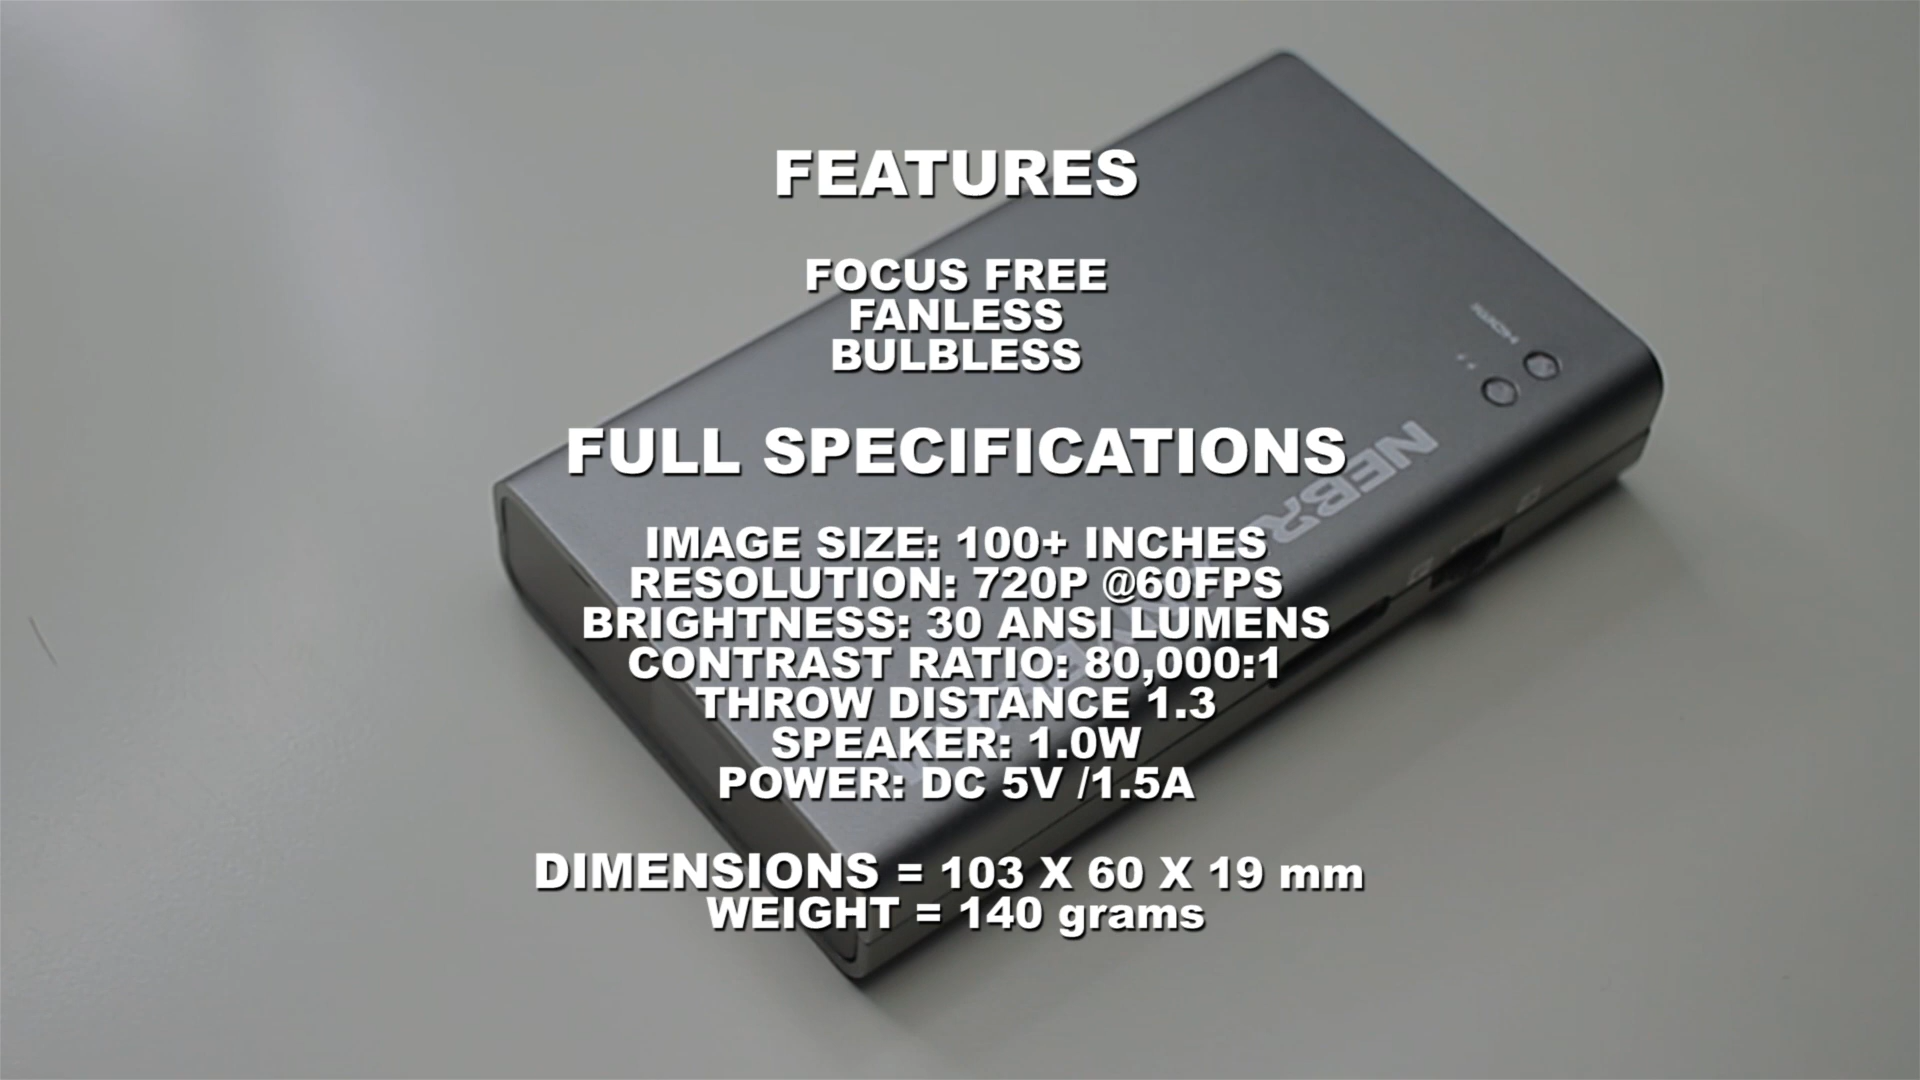 FEATURES
FOCUS FREE
FANLESS
BULBLESS
FULL SPECIFICATIONS
IMAGE SIZE: 100+ INCHES
RESOLUTION: 720P @60FPS
BRIGHTNESS: 30 ANSI LUMENS
CONTRAST RATIO: 80,000:1
THROW DISTANCE 1.3
SPEAKER: 1.0W
POWER: DC 5V /1.5A
DIMENSIONS = 103 X 60 X 19 mm
WEIGHT = 140 grams
HDMI